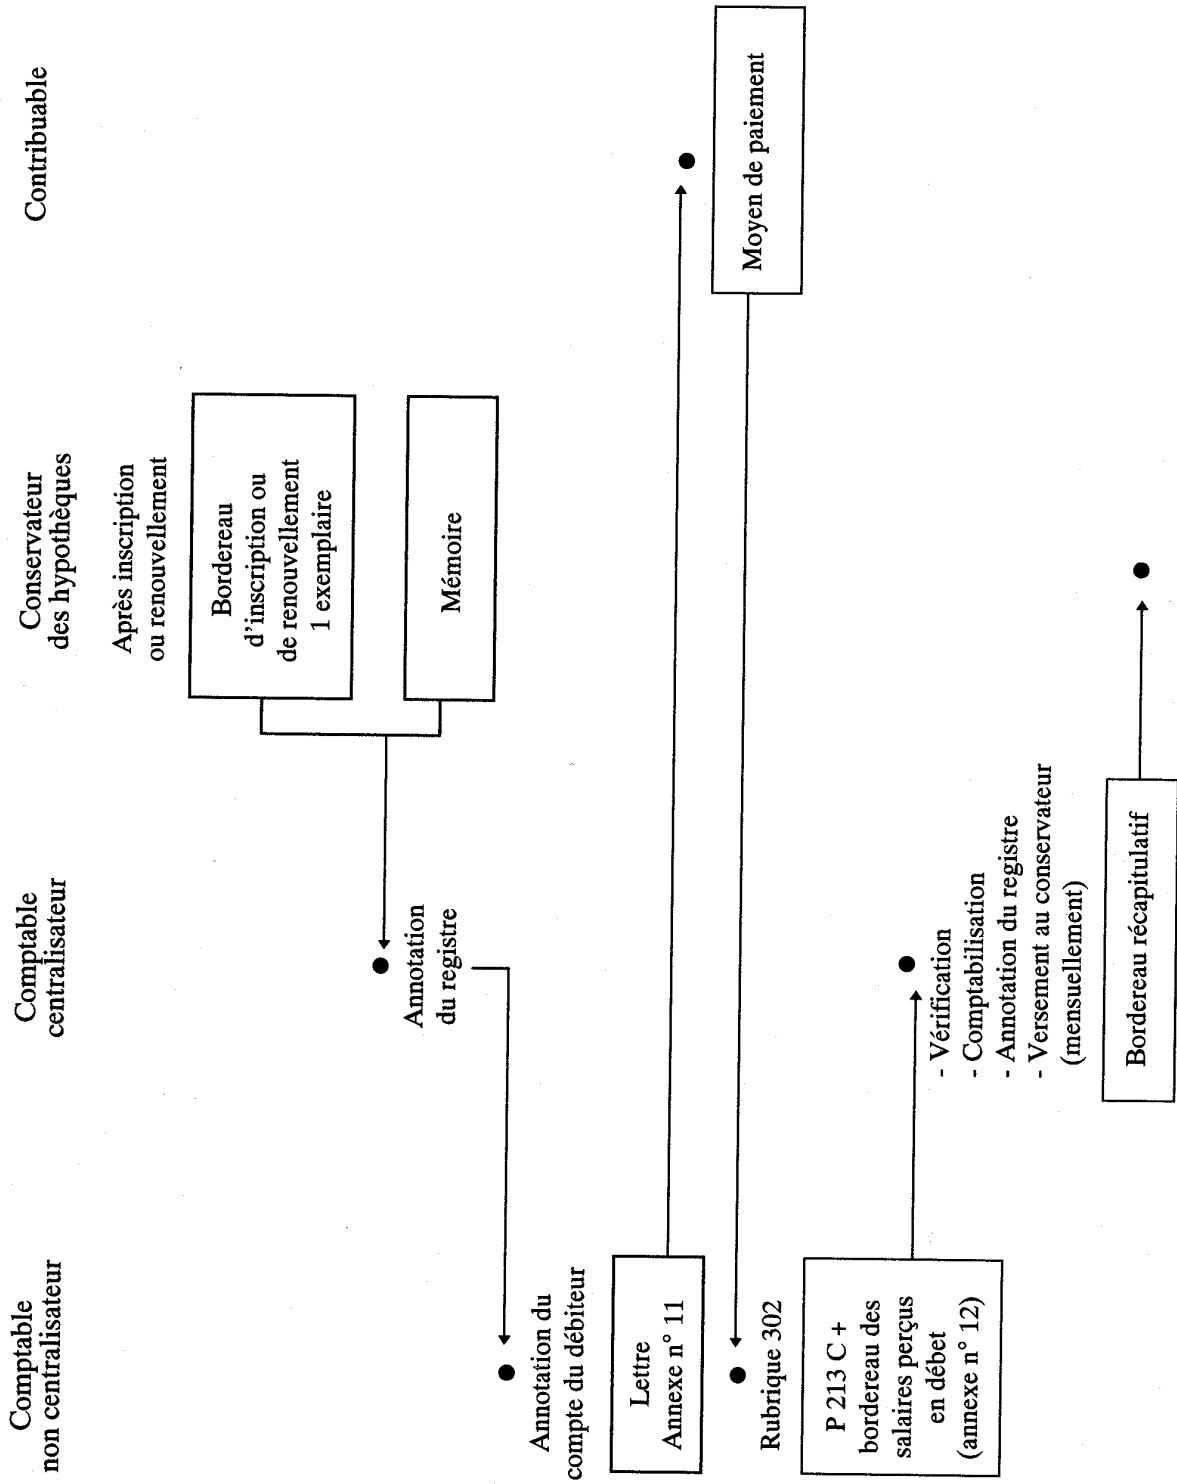 Comptable
non centralisateur
Comptable
centralisateur
Conservateur
des hypothèques
Contribuable
Après inscription
ou renouvellement
Bordereau
d'inscription ou
de renouvellement
1 exemplaire
Mémoire
Annotation
du registre
Annotation du
compte du débiteur
Lettre
Annexe n° 11
Moyen de paiement
Rubrique 302
P 213 C +
bordereau des
salaires perçus
en débet
(annexe n° 12)
- Vérification
- Comptabilisation
- Annotation du registre
- Versement au conservateur
(mensuellement)
Bordereau récapitulatif